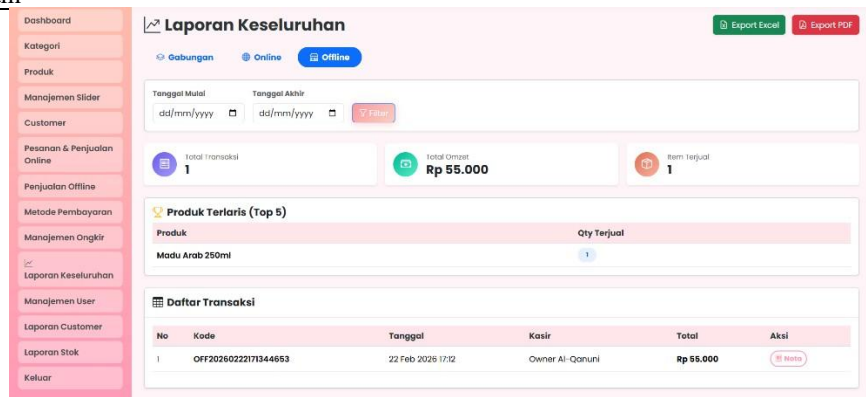 Dashboard
Kategori
Produk
Manajemen Slider
Customer
Pesanan & Penjualan
Online
Penjualan Offline
Metode Pembayaran
Manajemen Ongkir
Laporan Keseluruhan
Manajemen User
Laporan Customer
Laporan Stok
Keluar
Laporan Keseluruhan
Export Excel
Export PDF
Gabungan
Online
Offline
Tanggal Mulai
Tanggal Akhir
dd/mm/yyyy
dd/mm/yyyy
Filter
Total Transaksi
1
Total Omzet
Rp 55.000
Item Terjual
1
Produk Terlaris (Top 5)
Produk
Qty Terjual
Madu Arab 250ml
1
Daftar Transaksi
No Kode Tanggal Kasir Total Aksi
1 OFF20260222171344653 22 Feb 2026 17:12 Owner Al-Qanuni Rp 55.000 Nota